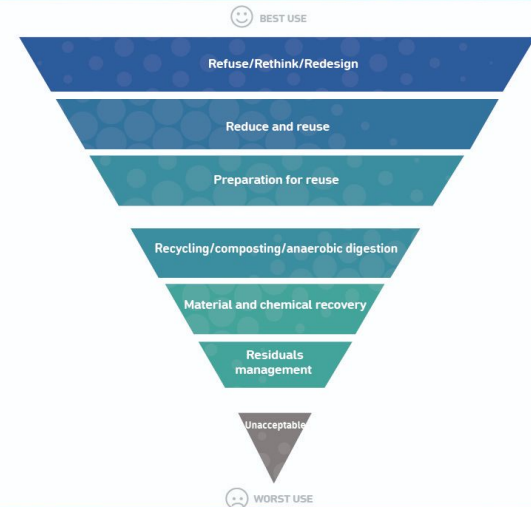 BEST USE
Refuse/Rethink/Redesign
Reduce and reuse
Preparation for reuse
Recycling/composting/anaerobic digestion
Material and chemical recovery
Residuals
management
Unacceptable
WORST USE